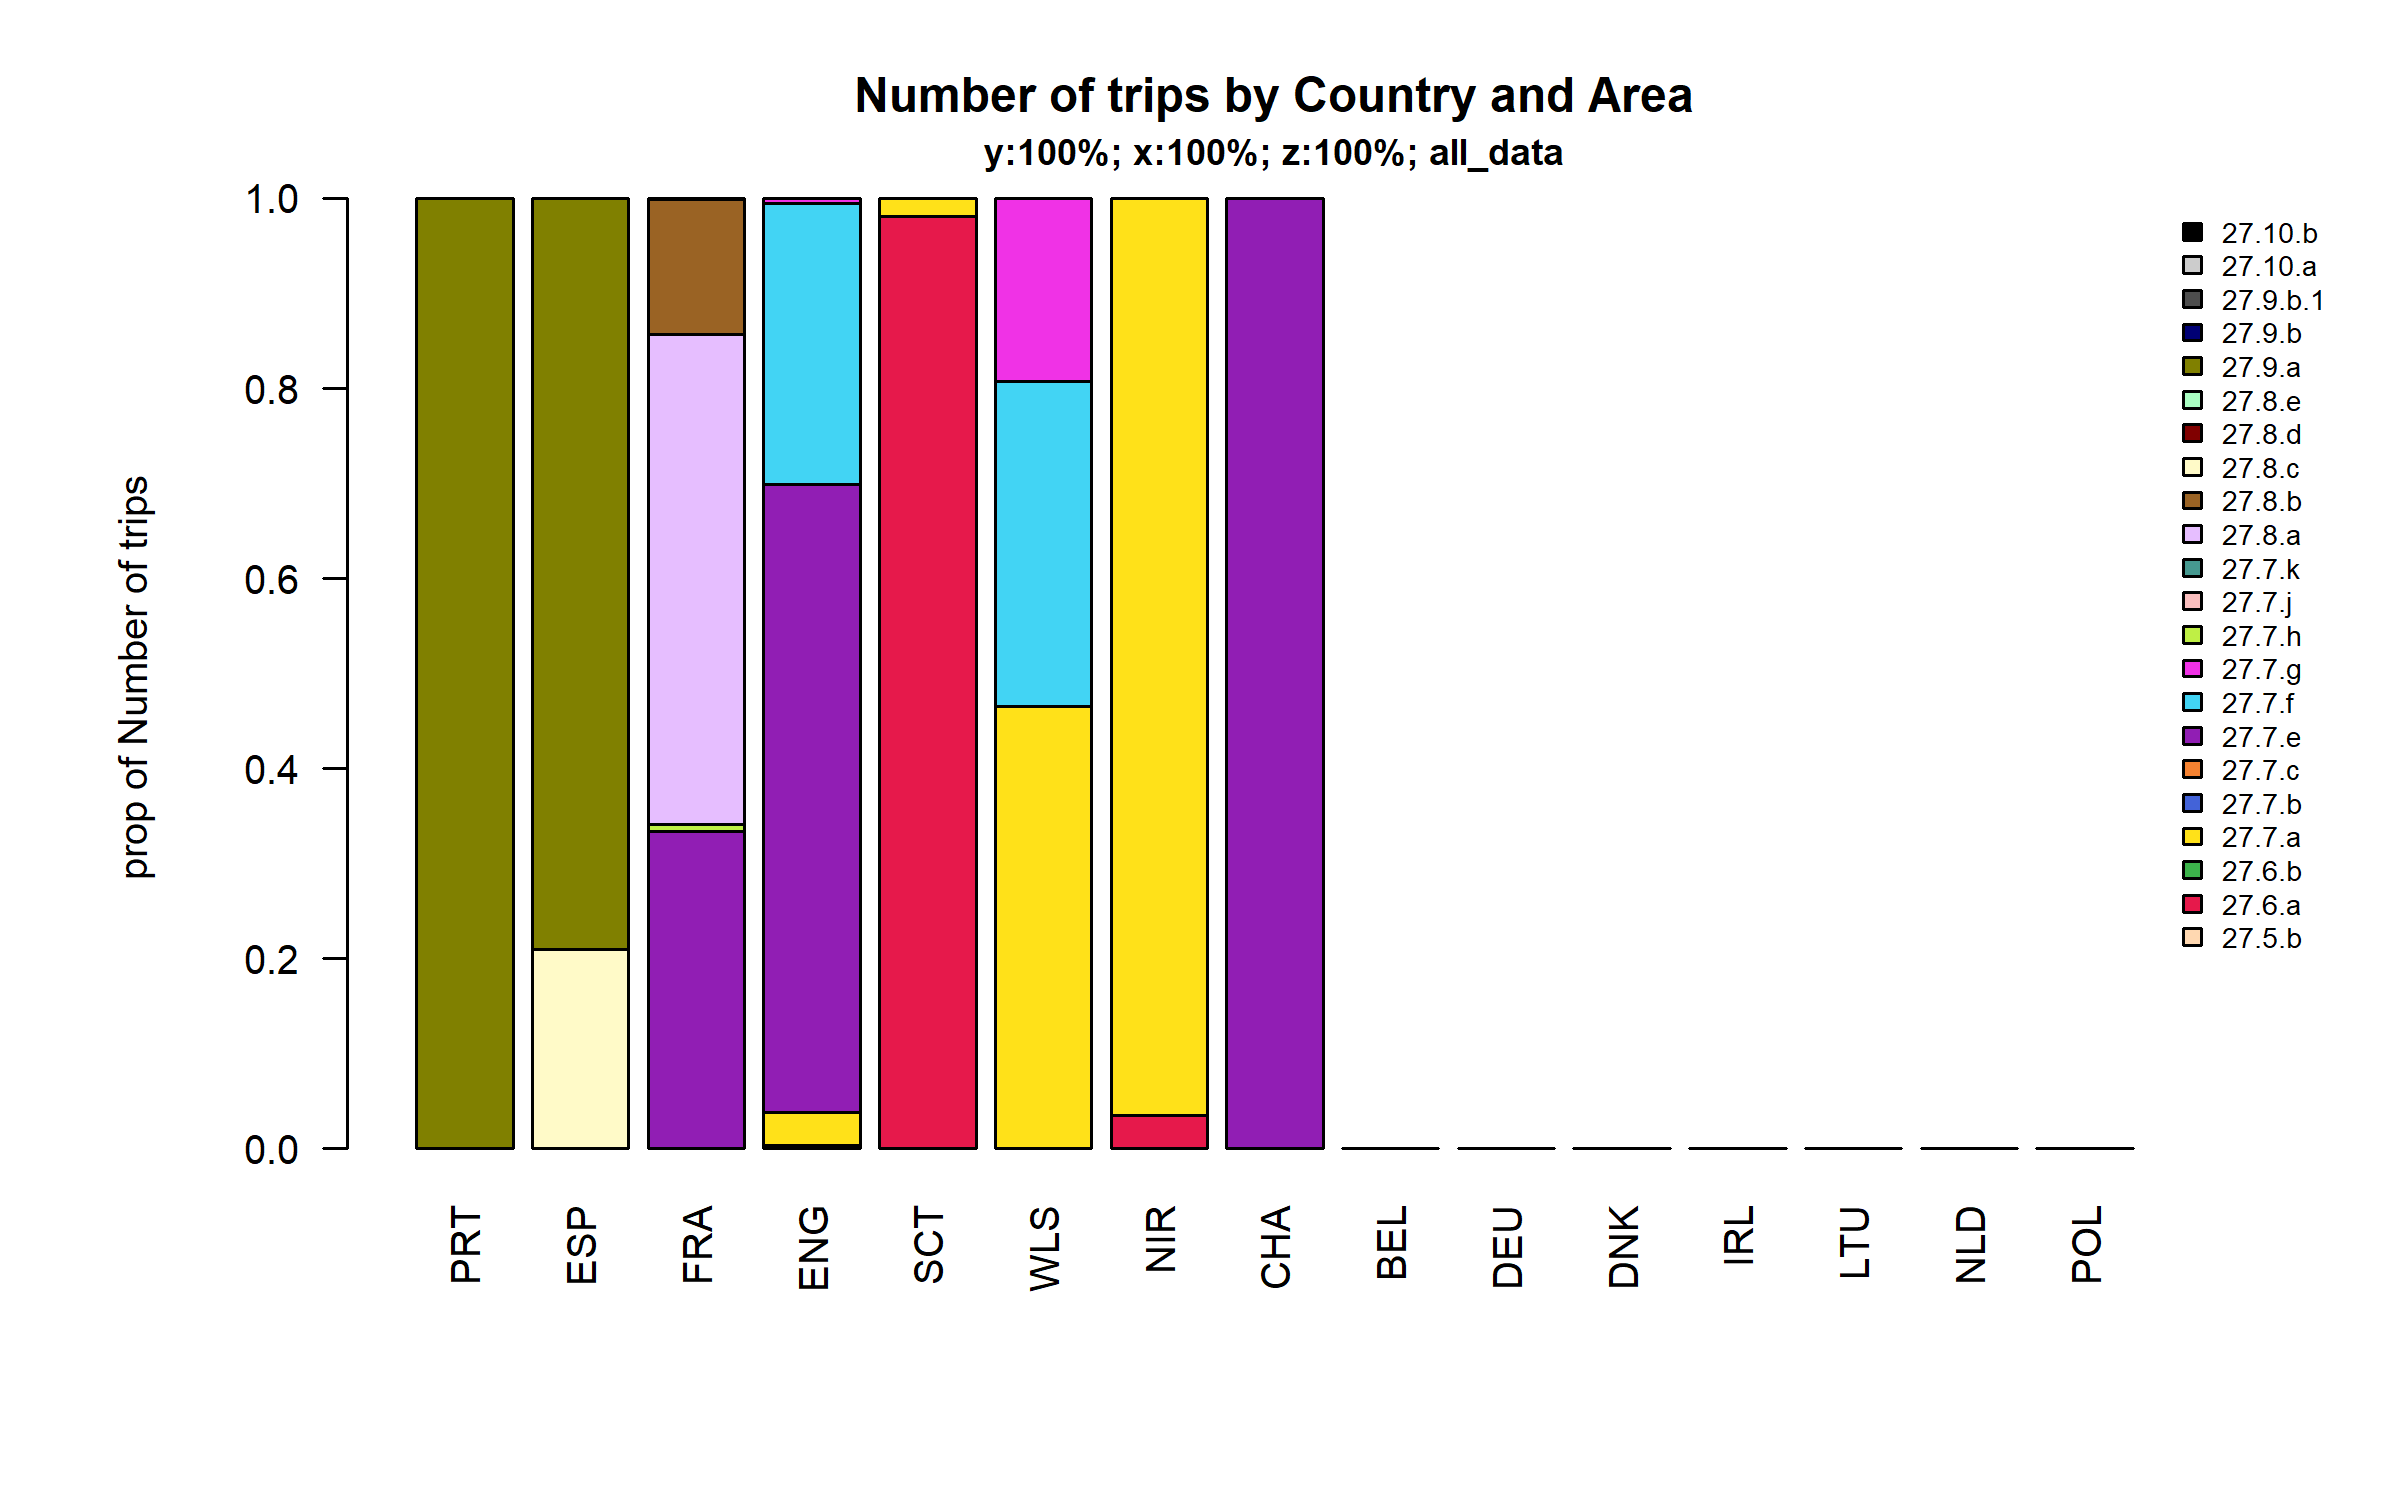 Number of trips by Country and Area
y:100%; x:100%; z:100%; all_data
prop of Number of trips
1.0
0.8
0.6
0.4
0.2
0.0
PRT
ESP
FRA
ENG
SCT
WLS
NIR
CHA
BEL
DEU
DNK
IRL
LTU
NLD
POL
27.10.b
27.10.a
27.9.b.1
27.9.b
27.9.a
27.8.e
27.8.d
27.8.c
27.8.b
27.8.a
27.7.k
27.7.j
27.7.h
27.7.g
27.7.f
27.7.e
27.7.c
27.7.b
27.7.a
27.6.b
27.6.a
27.5.b